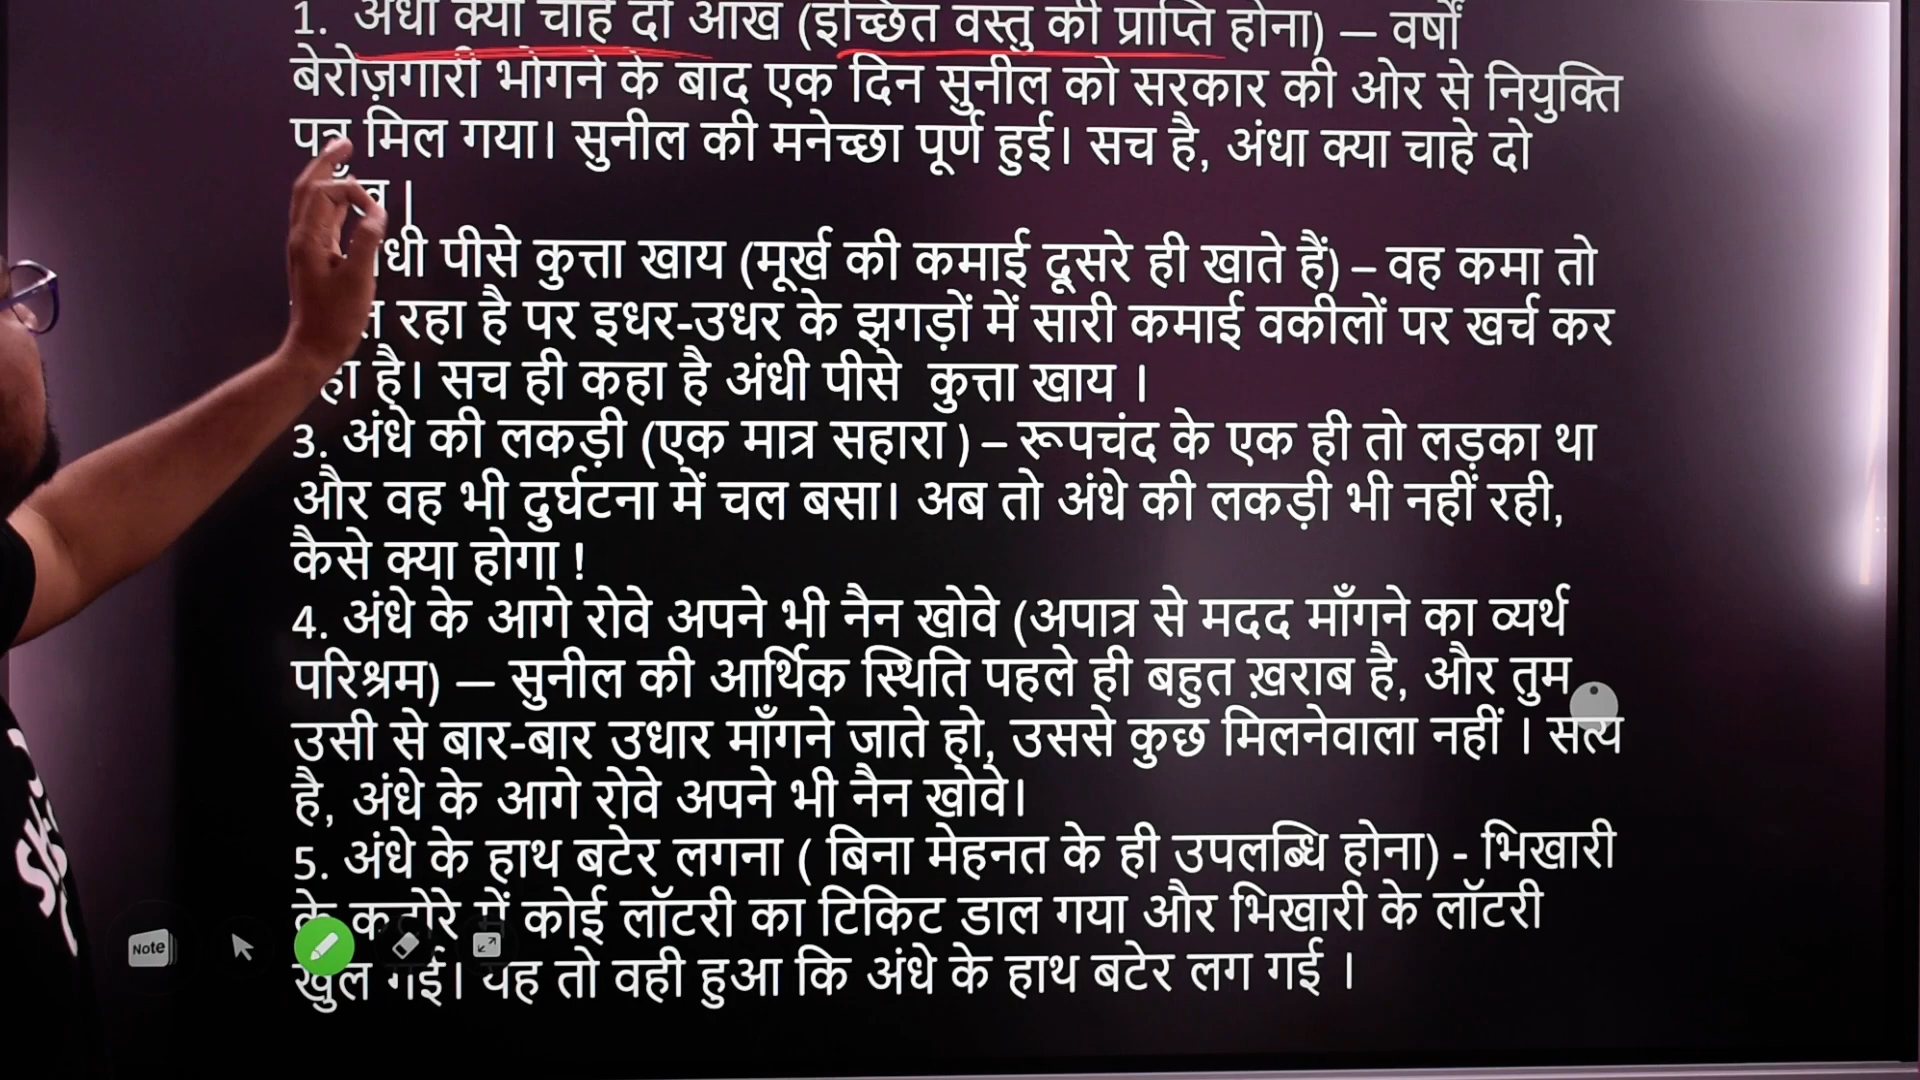 1. अंधा क्या चाहे दो आँख (इच्छित वस्तु की प्राप्ति होना) — वर्षों
बेरोज़गारी भोगने के बाद एक दिन सुनील को सरकार की ओर से नियुक्ति
पत्र मिल गया। सुनील की मनेच्छा पूर्ण हुई। सच है, अंधा क्या चाहे दो
।
पीसे कुत्ता खाय (मूर्ख की कमाई दूसरे ही खाते हैं) – वह कमा तो
रहा है पर इधर-उधर के झगड़ों में सारी कमाई वकीलों पर खर्च कर
है। सच ही कहा है अंधी पीसे कुत्ता खाय ।
3. अंधे की लकड़ी (एक मात्र सहारा ) – रूपचंद के एक ही तो लड़का था
और वह भी दुर्घटना में चल बसा। अब तो अंधे की लकड़ी भी नहीं रही,
कैसे क्या होगा !
4. अंधे के आगे रोवे अपने भी नैन खोवे (अपात्र से मदद माँगने का व्यर्थ
परिश्रम) — सुनील की आर्थिक स्थिति पहले ही बहुत ख़राब है, और तुम
उसी से बार-बार उधार माँगने जाते हो, उससे कुछ मिलनेवाला नहीं । सत्य
है, अंधे के आगे रोवे अपने भी नैन खोवे।
5. अंधे के हाथ बटेर लगना ( बिना मेहनत के ही उपलब्धि होना) - भिखारी
के कटोरे में कोई लॉटरी का टिकिट डाल गया और भिखारी के लॉटरी
खुल गई। यह तो वही हुआ कि अंधे के हाथ बटेर लग गई ।
Note